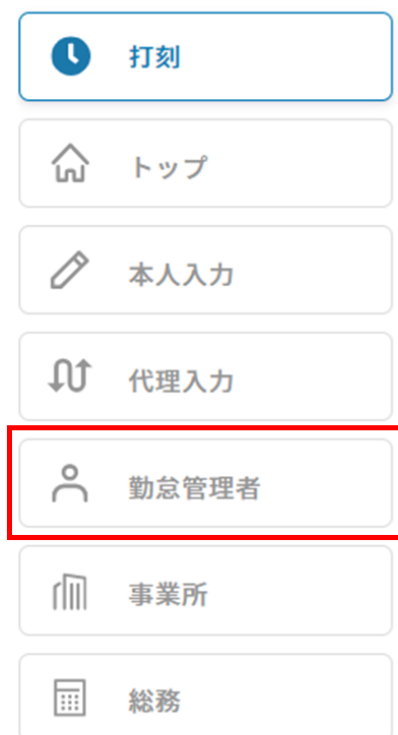 打刻
トップ
本人入力
代理入力
勤怠管理者
事業所
総務